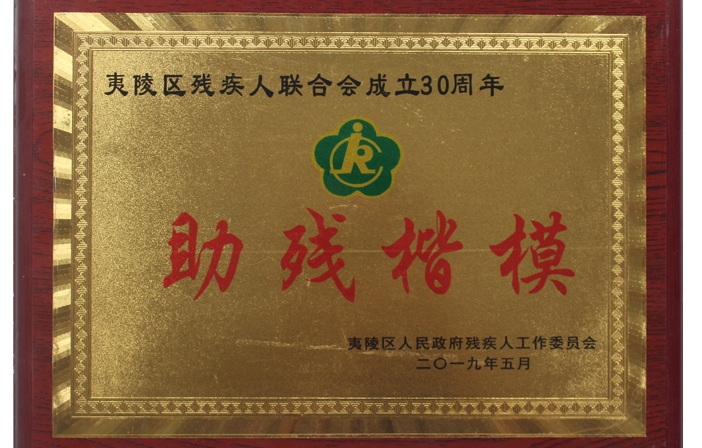 夷陵区残疾人联合会成立30周年
助残楷模
夷陵区人民政府残疾人工作委员会
二〇一九年五月